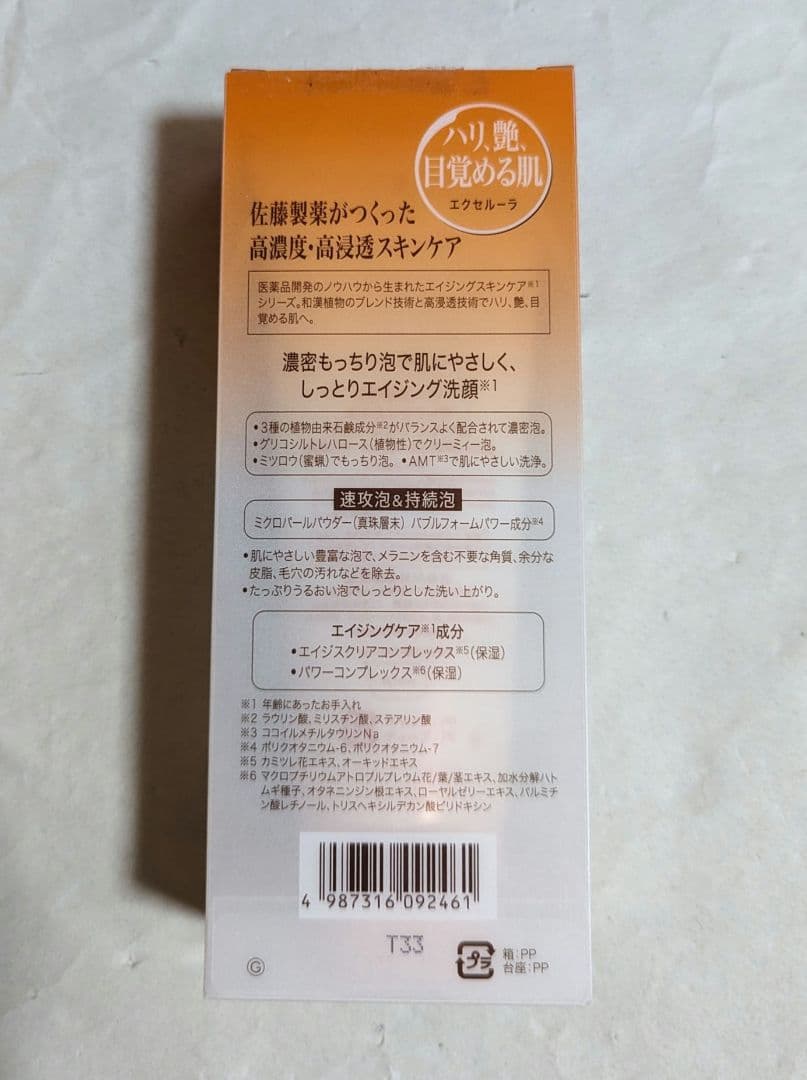 ハリ、艶、
目覚める肌
エクセルーラ
佐藤製薬がつくった
高濃度・高浸透スキンケア
医薬品開発のノウハウから生まれたエイジングスキンケア※1
シリーズ。和漢植物のブレンド技術と高浸透技術でハリ、艶、目
覚める肌へ。
濃密もっちり泡で肌にやさしく、
しっとりエイジング洗顔※1
・3種の植物由来石鹸成分※2がバランスよく配合されて濃密泡。
・グリコシルトレハロース(植物性)でクリーミィー泡。
・ミツロウ(蜜蝋)でもっちり泡。・AMT※3で肌にやさしい洗浄。
速攻泡&持続泡
ミクロパールパウダー(真珠層末) バブルフォームパワー成分※4
・肌にやさしい豊富な泡で、メラニンを含む不要な角質、余分な
皮脂、毛穴の汚れなどを除去。
・たっぷりうるおい泡でしっとりとした洗い上がり。
エイジングケア※1成分
・エイジスクリアコンプレックス※5(保湿)
・パワーコンプレックス※6(保湿)
※1 年齢にあったお手入れ
※2 ラウリン酸、ミリスチン酸、ステアリン酸
※3 ココイルメチルタウリンNa
※4 ポリクオタニウム-6、ポリクオタニウム-7
※5 カミツレ花エキス、オーキッドエキス
※6 マクロプチリウムアトロプルプレウム花/葉/茎エキス、加水分解ハト
ムギ種子、オタネニンジン根エキス、ローヤルゼリーエキス、パルミチ
ン酸レチノール、トリスヘキシルデカン酸ピリドキシン
4 987316 092461
T33
G
プラ
箱:PP
台座:PP